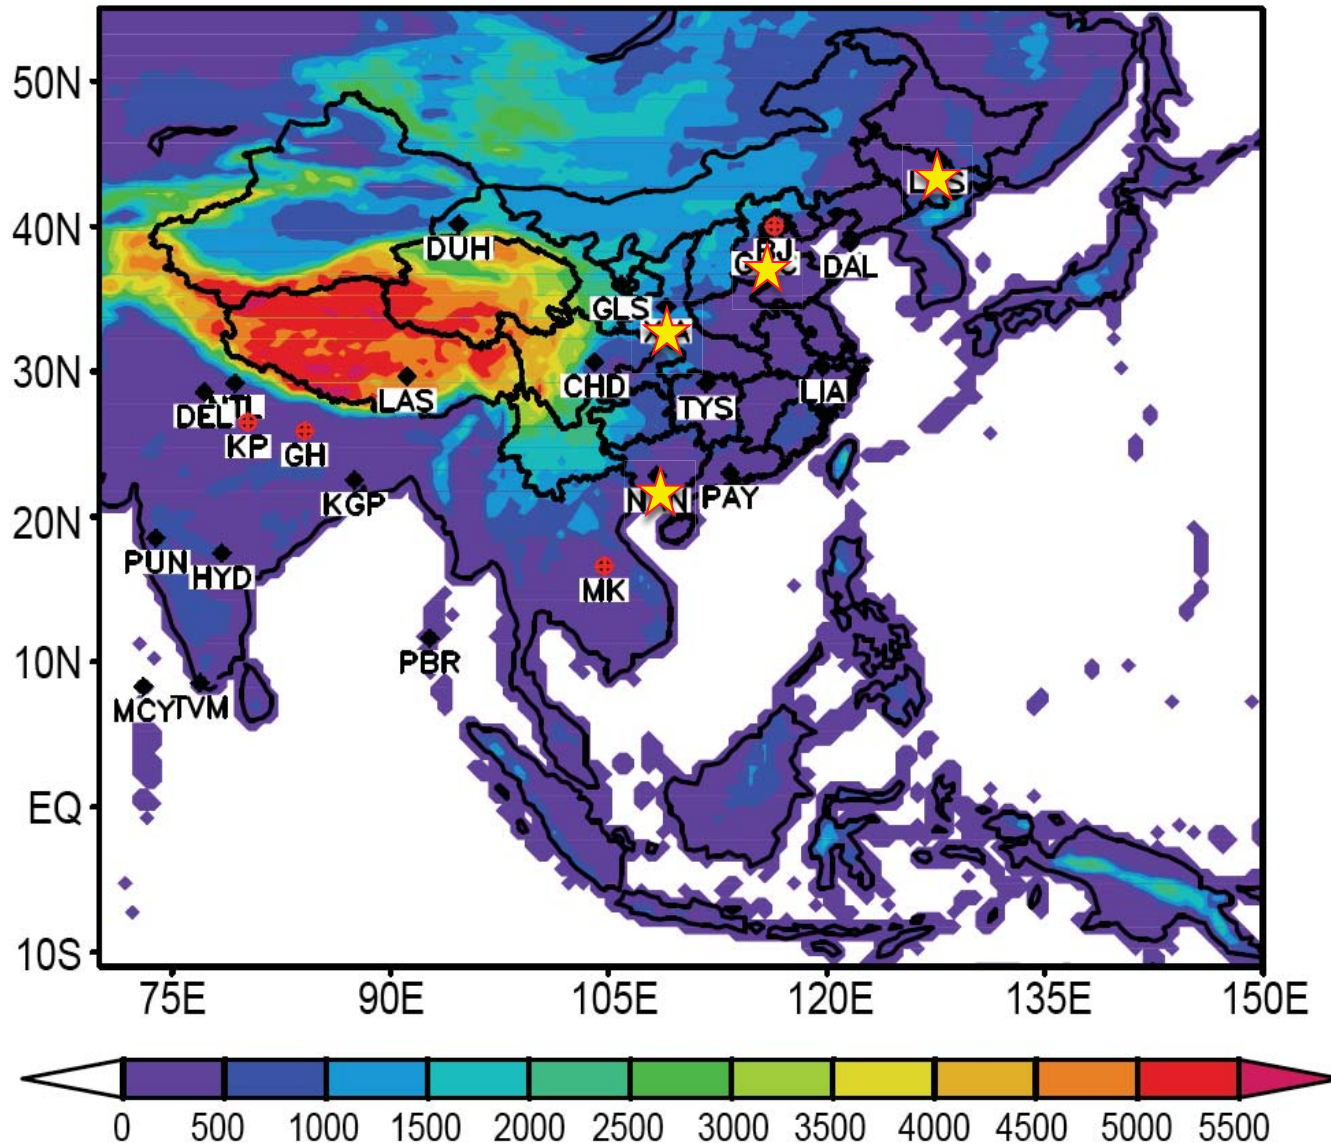 50N
40N
30N
20N
10N
EQ
10S
DUH
BJ
DAL
GLS
CHD
LAS
TYS
LIA
DEL
KP
GH
KGP
PAY
PUN
HYD
MK
PBR
MCY
TVM
75E 90E 105E 120E 135E 150E
0 500 1000 1500 2000 2500 3000 3500 4000 4500 5000 5500